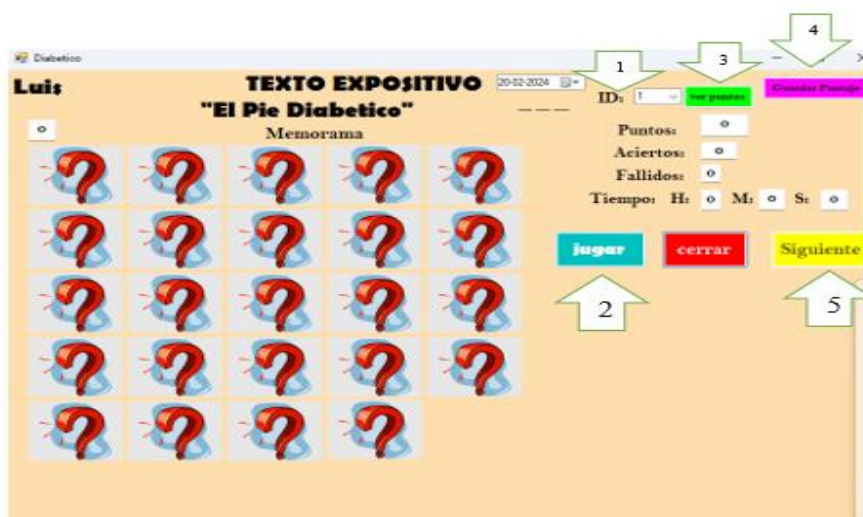 4
Diabetico
1
3
Luis
TEXTO EXPOSITIVO
20-02-2024
ID: 1
ver puntos
Guardar Puntaje
"El Pie Diabetico"
— — —
0
Memorama
Puntos: 0
Aciertos: 0
Fallidos: 0
Tiempo: H: 0 M: 0 S: 0
jugar
cerrar
Siguiente
2
5